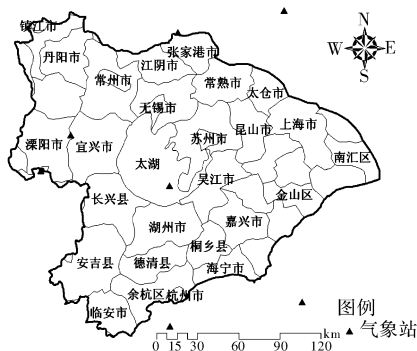 镇江市
丹阳市
张家港市
江阴市
常州市
常熟市
太仓市
无锡市
上海市
昆山市
苏州市
溧阳市
宜兴市
太湖
南汇区
吴江市
金山区
长兴县
嘉兴市
湖州市
桐乡县
安吉县
德清县
海宁市
余杭区
杭州市
临安市
N
W
E
S
图例
气象站
km
0 15 30 60 90 120